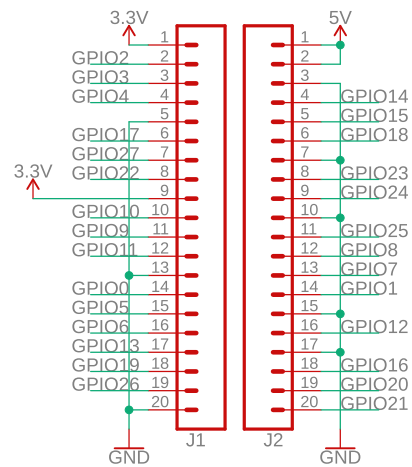 3.3V
1
GPIO2 2
GPIO3 3
GPIO4 4
5
GPIO17 6
GPIO27 7
GPIO22 8
3.3V
9
GPIO10 10
GPIO9 11
GPIO11 12
13
GPIO0 14
GPIO5 15
GPIO6 16
GPIO13 17
GPIO19 18
GPIO26 19
20
J1
GND
5V
1
2
3
4 GPIO14
5 GPIO15
6 GPIO18
7
8 GPIO23
9 GPIO24
10
11 GPIO25
12 GPIO8
13 GPIO7
14 GPIO1
15
16 GPIO12
17
18 GPIO16
19 GPIO20
20 GPIO21
J2
GND